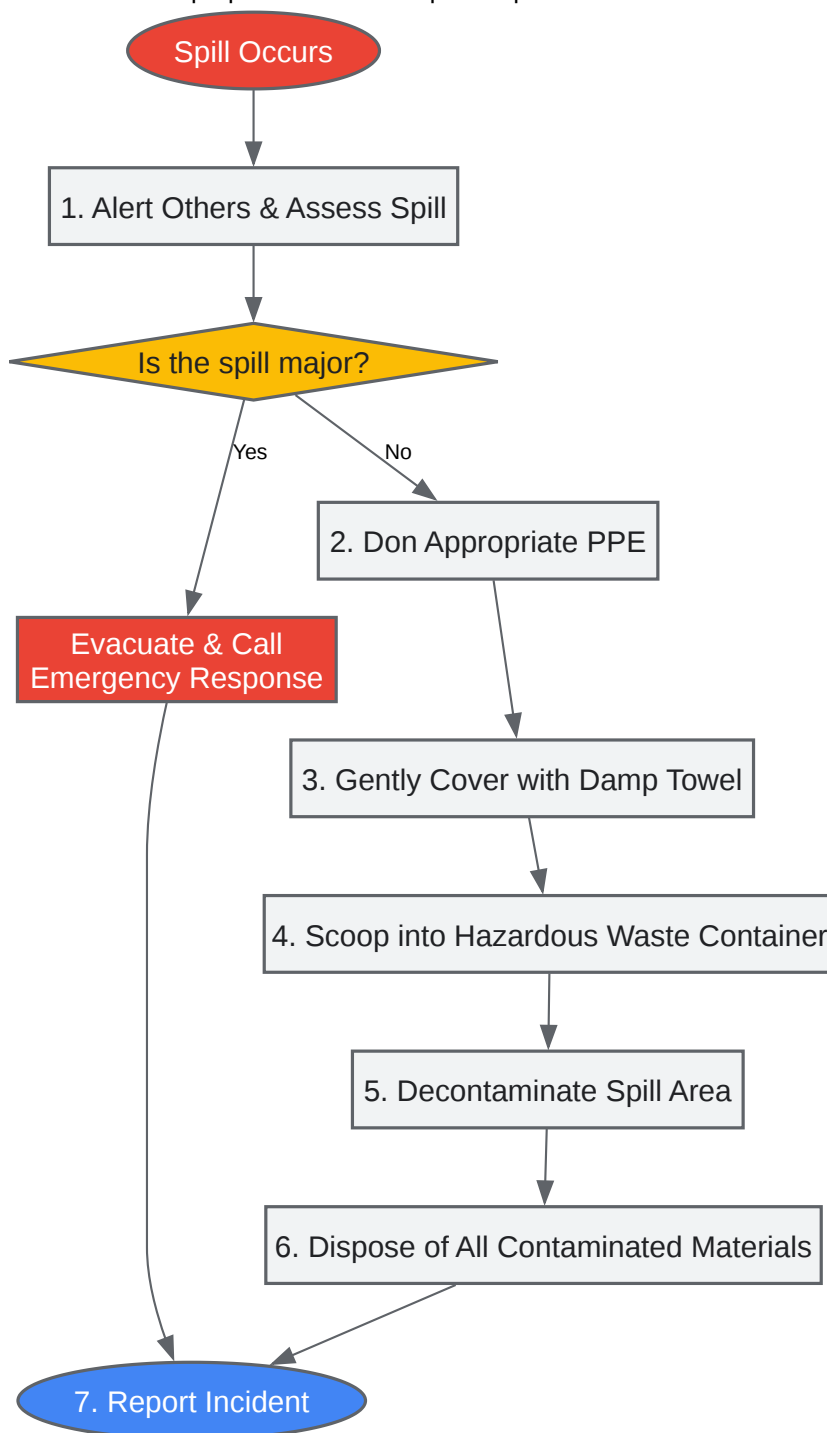 Spill Occurs
1. Alert Others & Assess Spill
Is the spill major?
Yes
No
2. Don Appropriate PPE
Evacuate & Call
Emergency Response
3. Gently Cover with Damp Towel
4. Scoop into Hazardous Waste Container
5. Decontaminate Spill Area
6. Dispose of All Contaminated Materials
7. Report Incident